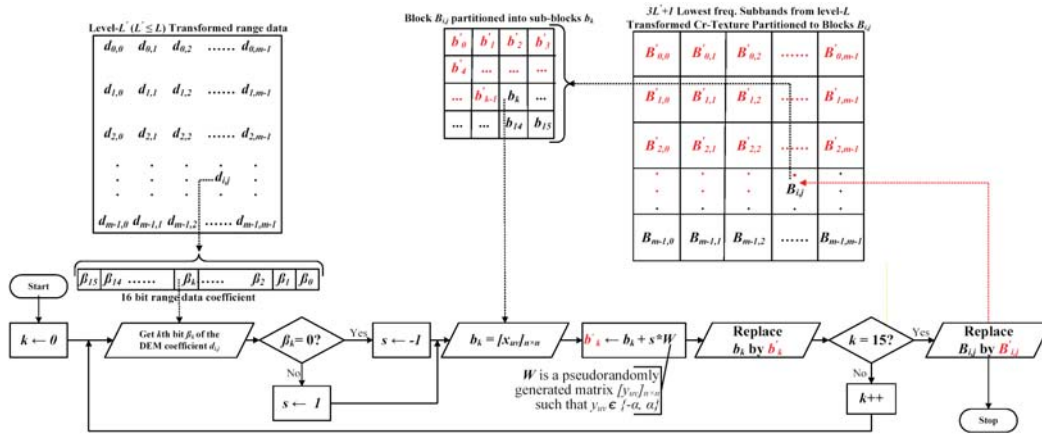 Level-L' (L' ≤ L) Transformed range data
d0,0 d0,1 d0,2 ...... d0,m-1
d1,0 d1,1 d1,2 ...... d1,m-1
d2,0 d2,1 d2,2 ...... d2,m-1
. . . . .
. . . di,j .
. . . . .
dm-1,0 dm-1,1 dm-1,2 ...... dm-1,m-1
β15 β14 ...... βk ...... β2 β1 β0
16 bit range data coefficient
Block Bi,j partitioned into sub-blocks bk
b'0 b'1 b'2 b'3
b'4 ... ... ...
... b'k-1 bk ...
... ... b14 b15
3L'+1 Lowest freq. Subbands from level-L
Transformed Cr-Texture Partitioned to Blocks Bi,j
B'0,0 B'0,1 B'0,2 ...... B'0,m-1
B'1,0 B'1,1 B'1,2 ...... B'1,m-1
B'2,0 B'2,1 B'2,2 ...... B'2,m-1
. . . . .
. . . Bi,j .
. . . . .
Bm-1,0 Bm-1,1 Bm-1,2 ...... Bm-1,m-1
Start
k ← 0
Get kth bit βk of the
DEM coefficient di,j
βk= 0?
Yes
No
s ← -1
s ← 1
bk = [xuv]n×n
b'k ← bk + s*W
W is a pseudorandomly
generated matrix [yuv]n×n
such that yuv ϵ {-α, α}
Replace
bk by b'k
k = 15?
Yes
No
k++
Replace
Bi,j by B'i,j
Stop